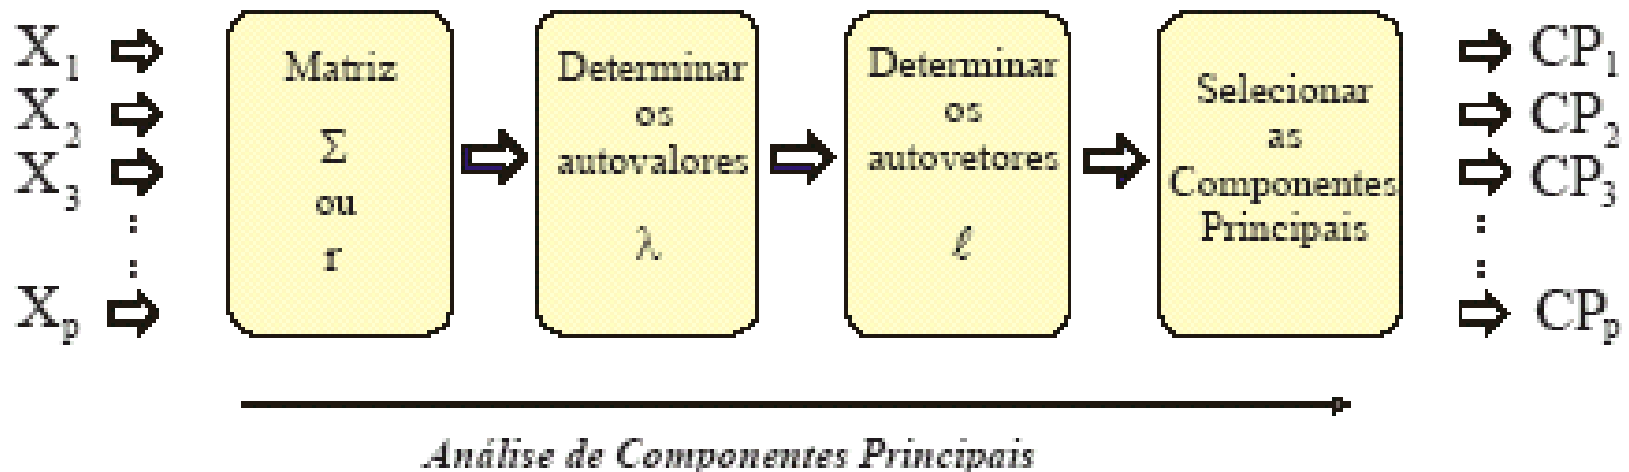 X1
X2
X3
:
:
Xp
Matriz
Σ
ou
r
Determinar
os
autovalores
λ
Determinar
os
autovetores
ℓ
Selecionar
as
Componentes
Principais
CP1
CP2
CP3
:
:
CPp
Análise de Componentes Principais